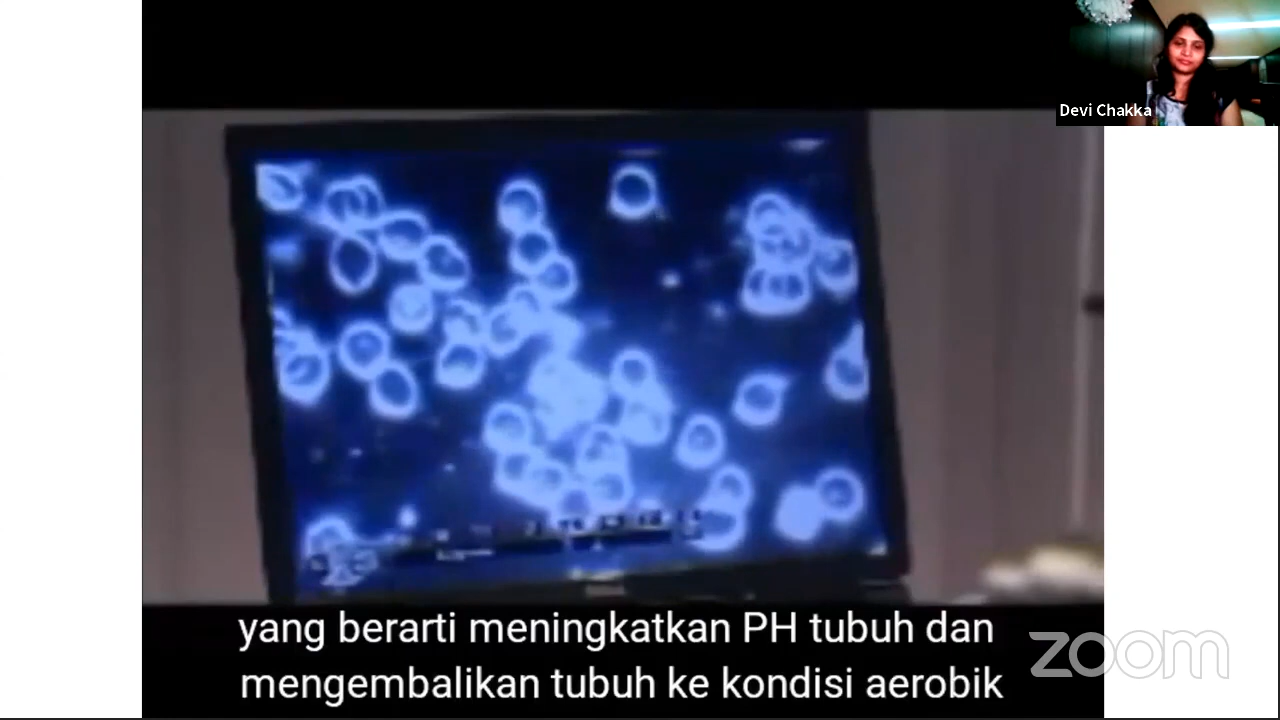 Devi Chakka
yang berarti meningkatkan PH tubuh dan
mengembalikan tubuh ke kondisi aerobik
zoom